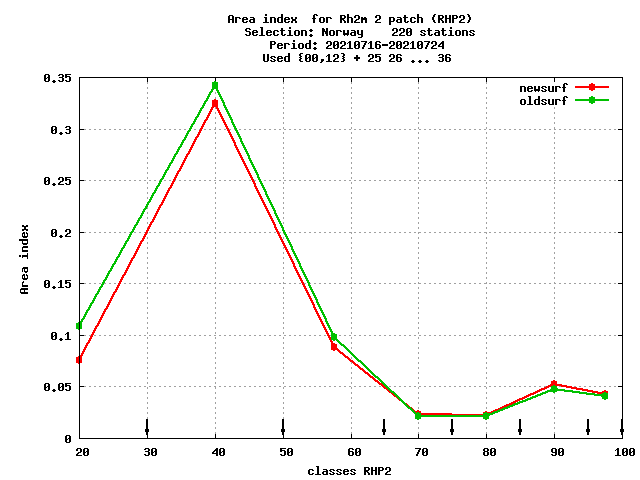 Area index  for Rh2m 2 patch (RHP2)
Selection: Norway    220 stations
Period: 20210716-20210724
Used {00,12} + 25 26 ... 36
newsurf
oldsurf
0.35
0.3
0.25
0.2
0.15
0.1
0.05
0
Area index
20 30 40 50 60 70 80 90 100
classes RHP2